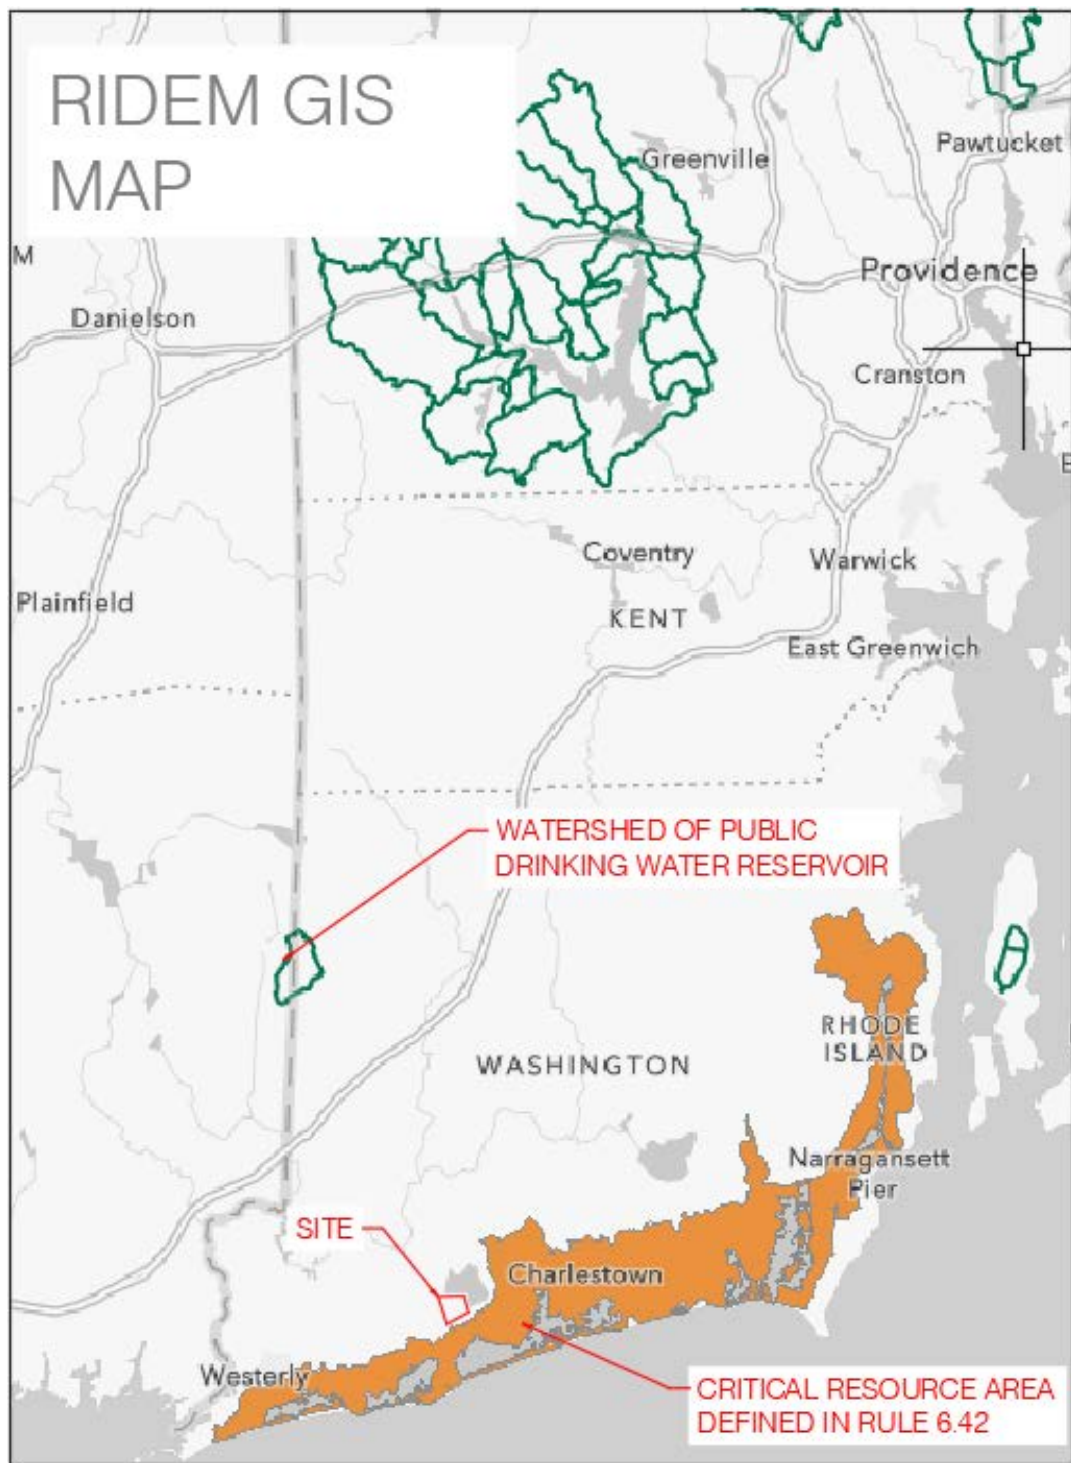 RIDEM GIS
MAP
Greenville
Pawtucket
M
Providence
Danielson
Cranston
E
Coventry
Warwick
Plainfield
KENT
East Greenwich
WATERSHED OF PUBLIC
DRINKING WATER RESERVOIR
RHODE
ISLAND
WASHINGTON
Narragansett
Pier
SITE
Charlestown
Westerly
CRITICAL RESOURCE AREA
DEFINED IN RULE 6.42